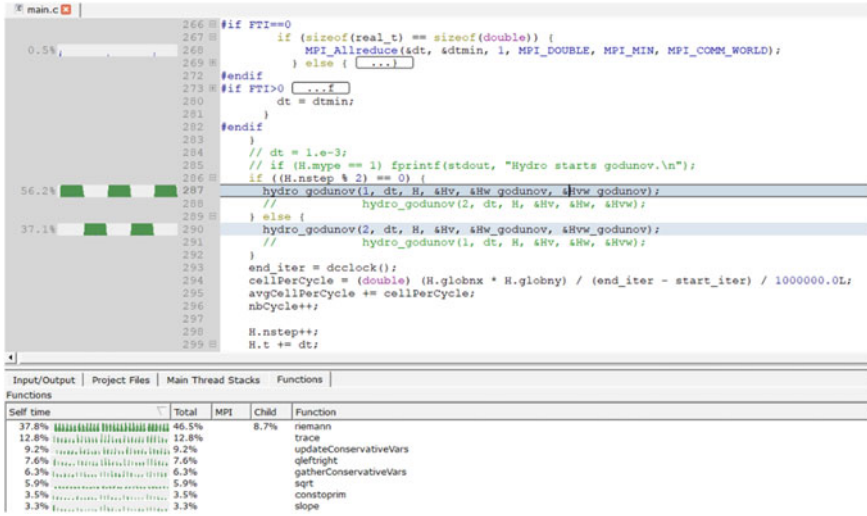 main.c
266 #if FTI==0
267 if (sizeof(real_t) == sizeof(double)) {
0.5% 268 MPI_Allreduce(&dt, &dtmin, 1, MPI_DOUBLE, MPI_MIN, MPI_COMM_WORLD);
269 } else { ...}
272 #endif
273 #if FTI>0 ...f
280 dt = dtmin;
281 }
282 #endif
283 }
284 // dt = 1.e-3;
285 // if (H.mype == 1) fprintf(stdout, "Hydro starts godunov.\n");
286 if ((H.nstep % 2) == 0) {
56.2% 287 hydro_godunov(1, dt, H, &Hv, &Hw_godunov, &Hvw_godunov);
288 // hydro_godunov(2, dt, H, &Hv, &Hw, &Hvw);
289 } else {
37.1% 290 hydro_godunov(2, dt, H, &Hv, &Hw_godunov, &Hvw_godunov);
291 // hydro_godunov(1, dt, H, &Hv, &Hw, &Hvw);
292 }
293 end_iter = dcclock();
294 cellPerCycle = (double) (H.globnx * H.globny) / (end_iter - start_iter) / 1000000.0L;
295 avgCellPerCycle += cellPerCycle;
296 nbCycle++;
297
298 H.nstep++;
299 H.t += dt;
Input/Output Project Files Main Thread Stacks Functions
Functions
Self time Total MPI Child Function
37.8% 46.5% 8.7% riemann
12.8% 12.8% trace
9.2% 9.2% updateConservativeVars
7.6% 7.6% qleftright
6.3% 6.3% gatherConservativeVars
5.9% 5.9% sqrt
3.5% 3.5% constoprim
3.3% 3.3% slope